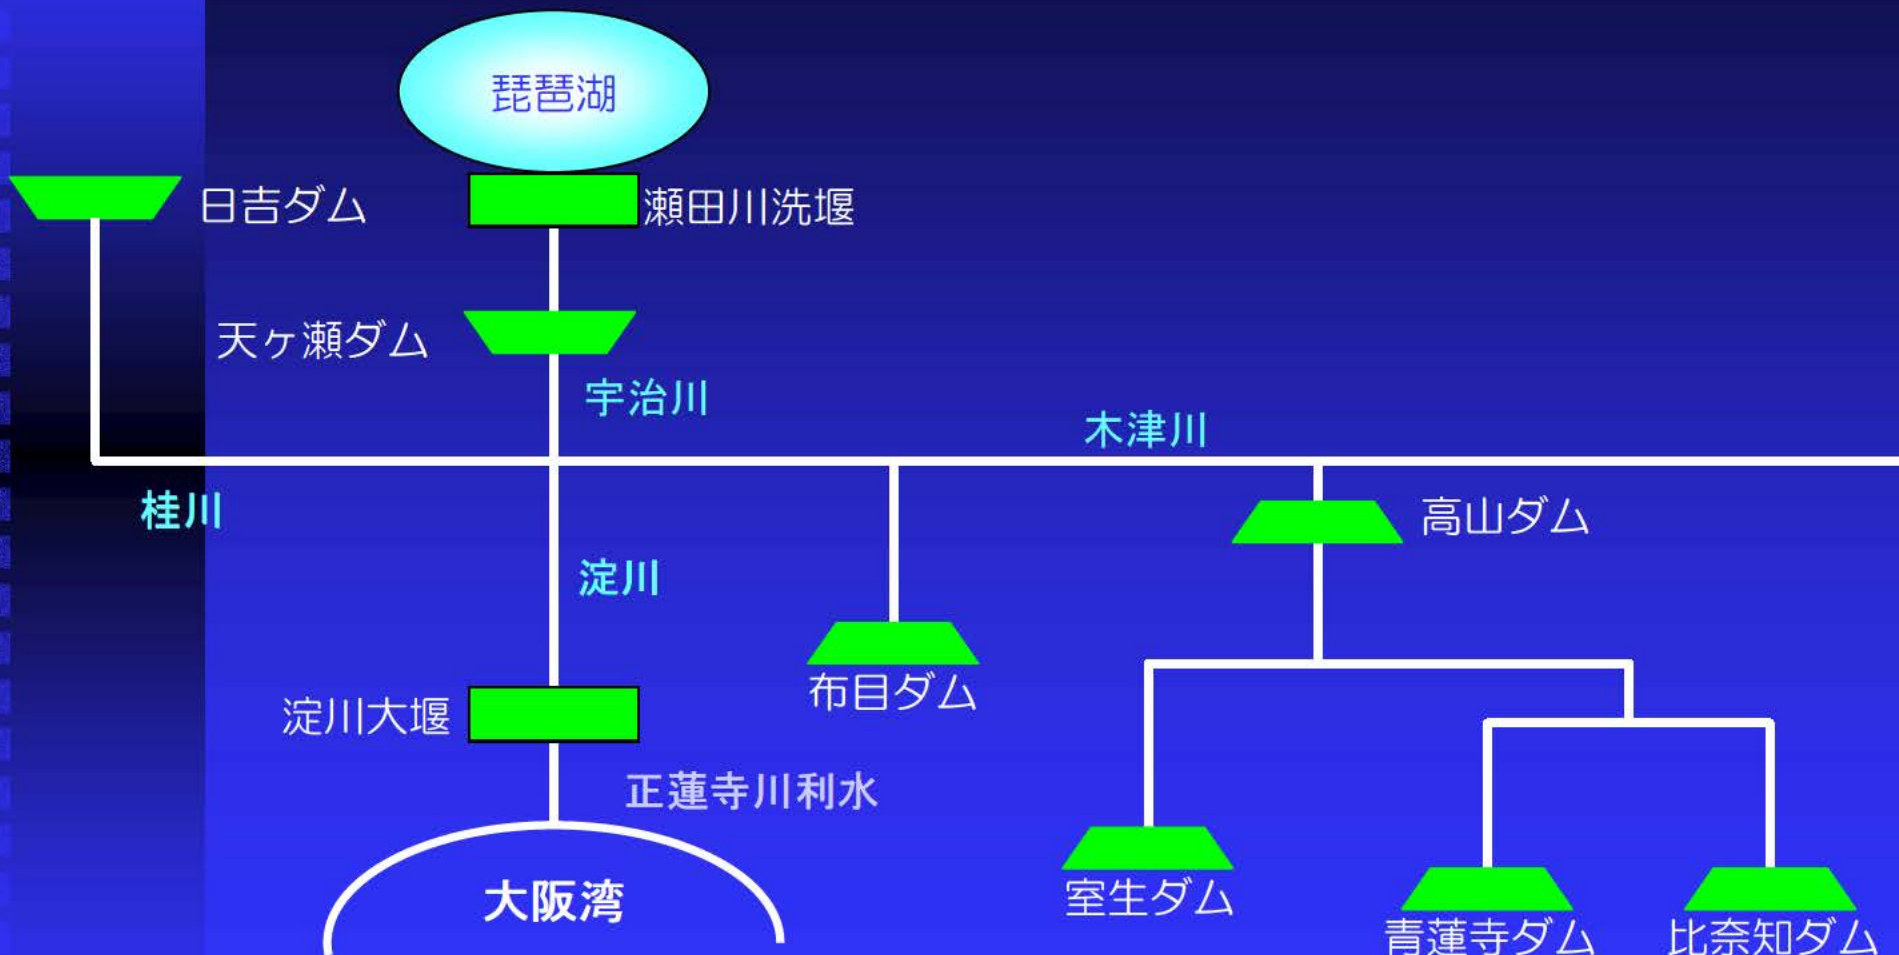 琵琶湖
日吉ダム
瀬田川洗堰
天ヶ瀬ダム
宇治川
木津川
桂川
高山ダム
淀川
布目ダム
淀川大堰
正蓮寺川利水
大阪湾
室生ダム
青蓮寺ダム
比奈知ダム